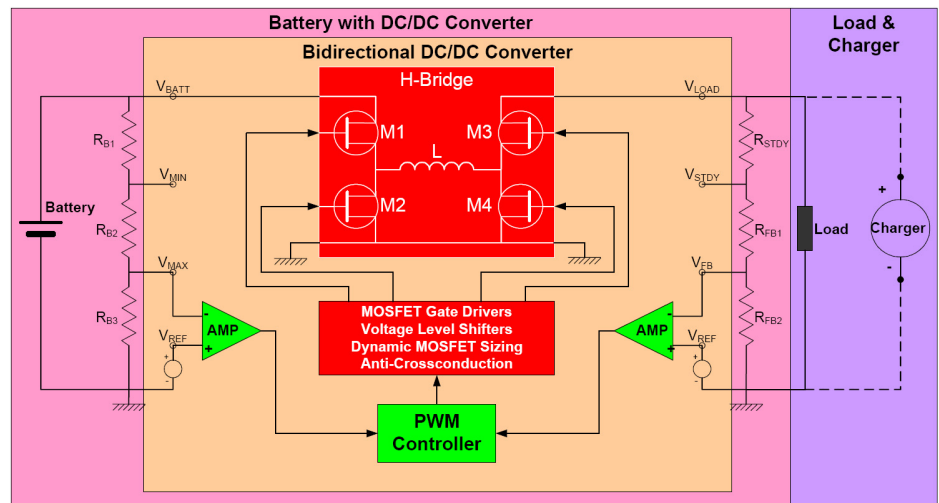 Battery with DC/DC Converter
Load &
Charger
Bidirectional DC/DC Converter
H-Bridge
VBATT
VLOAD
RB1
M1
M3
RSTDY
L
VMIN
VSTDY
Battery
RB2
M2
M4
RFB1
Load
+
Charger
-
VMAX
VFB
RB3
-
AMP
+
VREF
+
-
MOSFET Gate Drivers
Voltage Level Shifters
Dynamic MOSFET Sizing
Anti-Crossconduction
AMP
-
+
VREF
+
-
RFB2
PWM
Controller